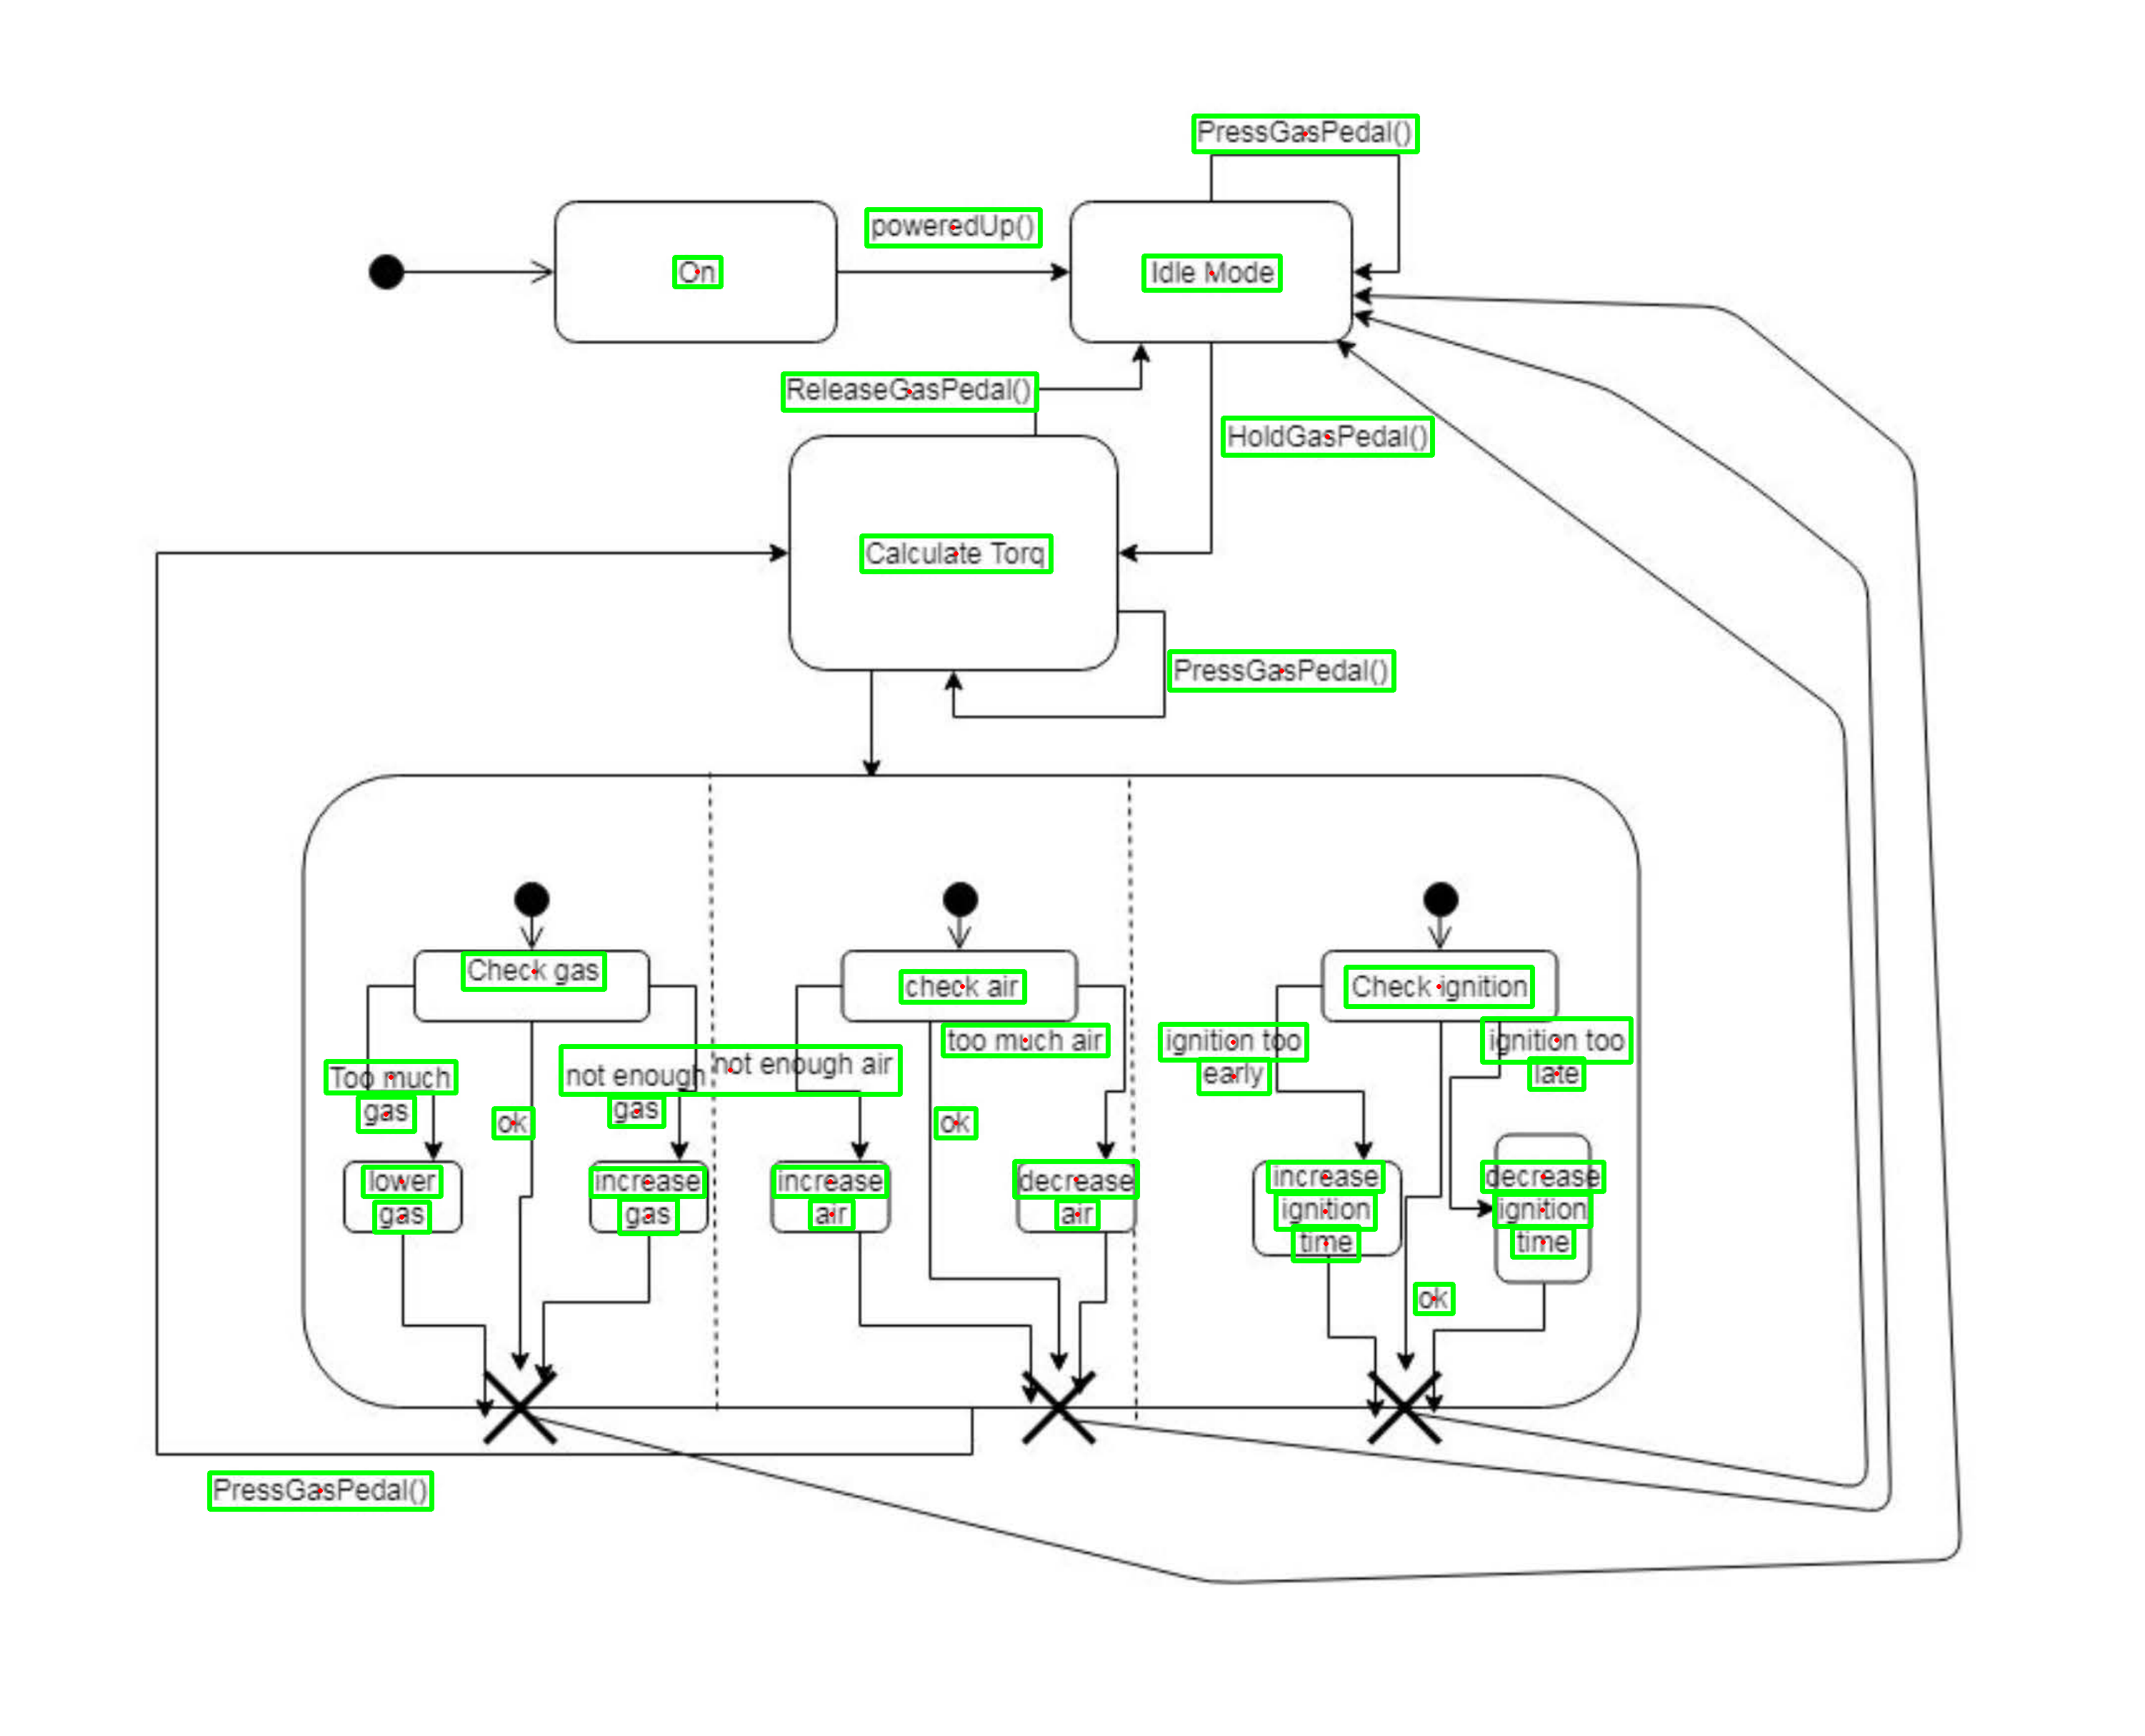 PressGasPedal()
poweredUp()
On
Idle Mode
ReleaseGasPedal()
HoldGasPedal()
Calculate Torq
PressGasPedal()
Check gas
check air
Check ignition
Too much
gas
ok
not enough
gas
not enough air
too much air
ok
ignition too
early
ignition too
late
lower
gas
increase
gas
increase
air
decrease
air
increase
ignition
time
decrease
ignition
time
ok
PressGasPedal()